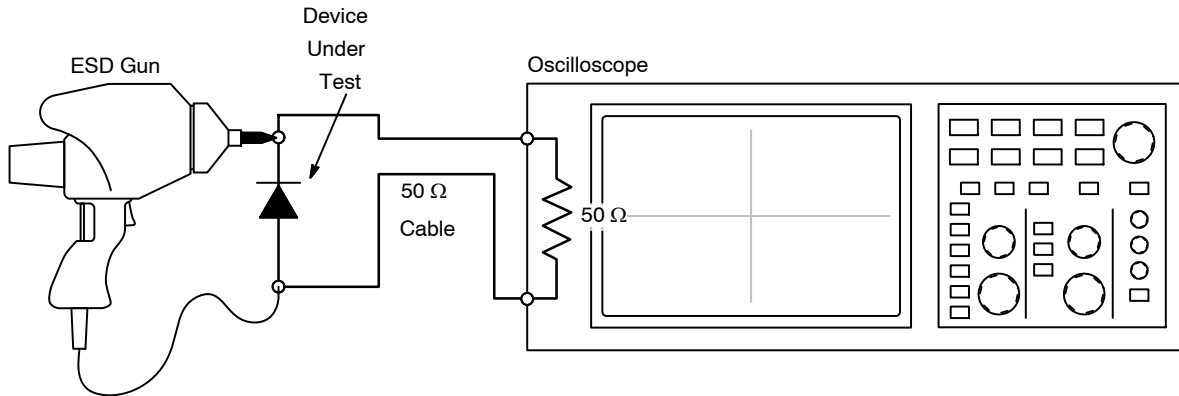 Device
Under
Test
ESD Gun
Oscilloscope
50 Ω
Cable
50 Ω